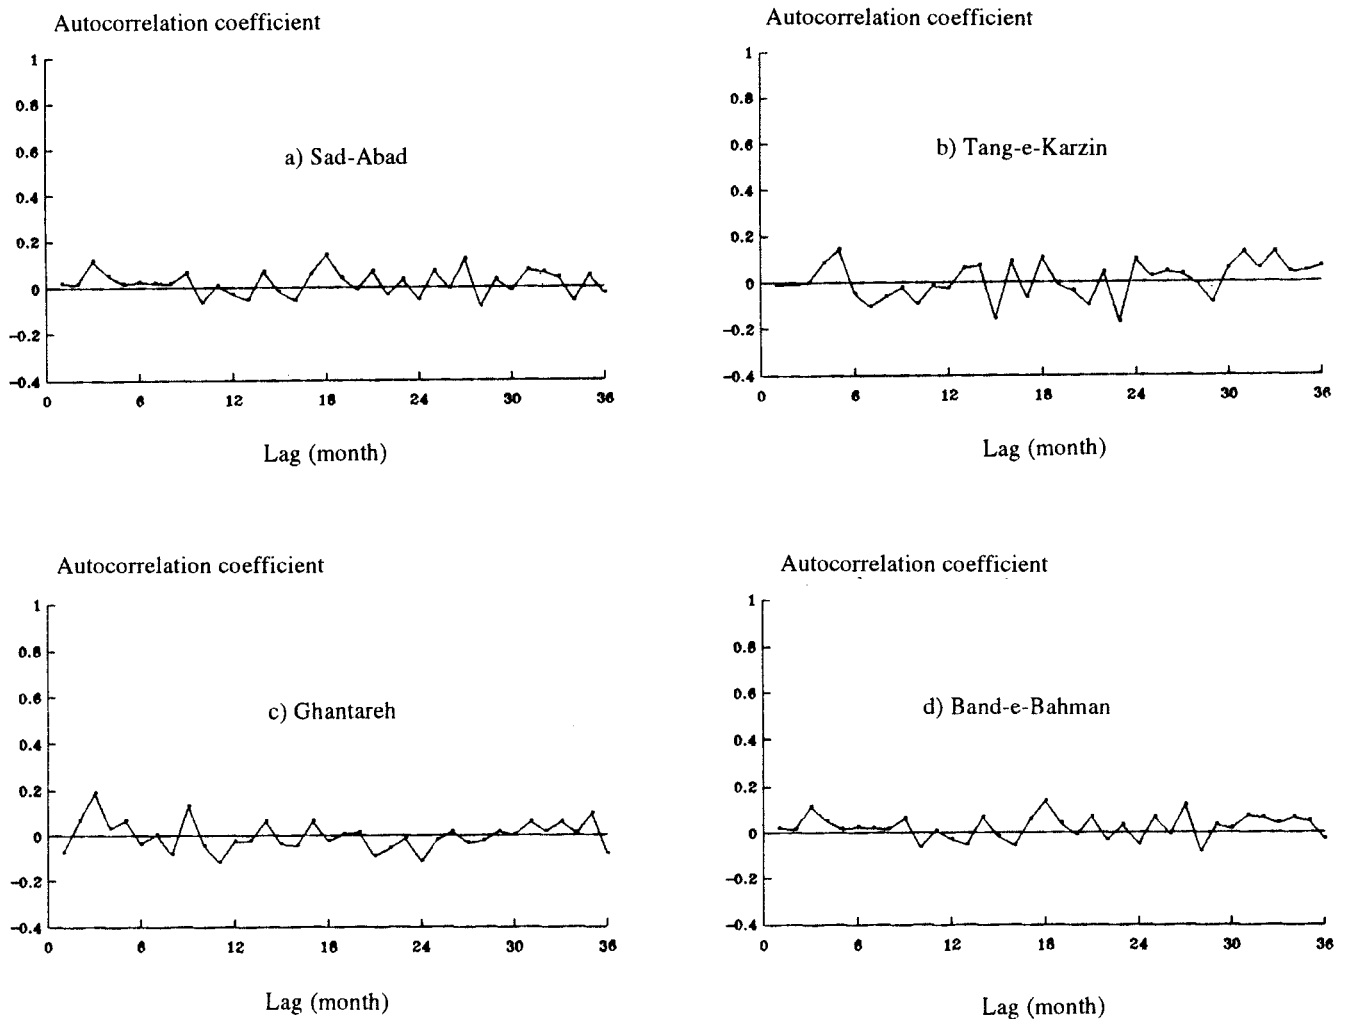 Autocorrelation coefficient
1
0.8
0.6
0.4
0.2
0
-0.2
-0.4
a) Sad-Abad
0 6 12 18 24 30 36
Lag (month)
Autocorrelation coefficient
1
0.8
0.6
0.4
0.2
0
-0.2
-0.4
b) Tang-e-Karzin
0 6 12 18 24 30 36
Lag (month)
Autocorrelation coefficient
1
0.8
0.6
0.4
0.2
0
-0.2
-0.4
c) Ghantareh
0 6 12 18 24 30 36
Lag (month)
Autocorrelation coefficient
1
0.8
0.6
0.4
0.2
0
-0.2
-0.4
d) Band-e-Bahman
0 6 12 18 24 30 36
Lag (month)